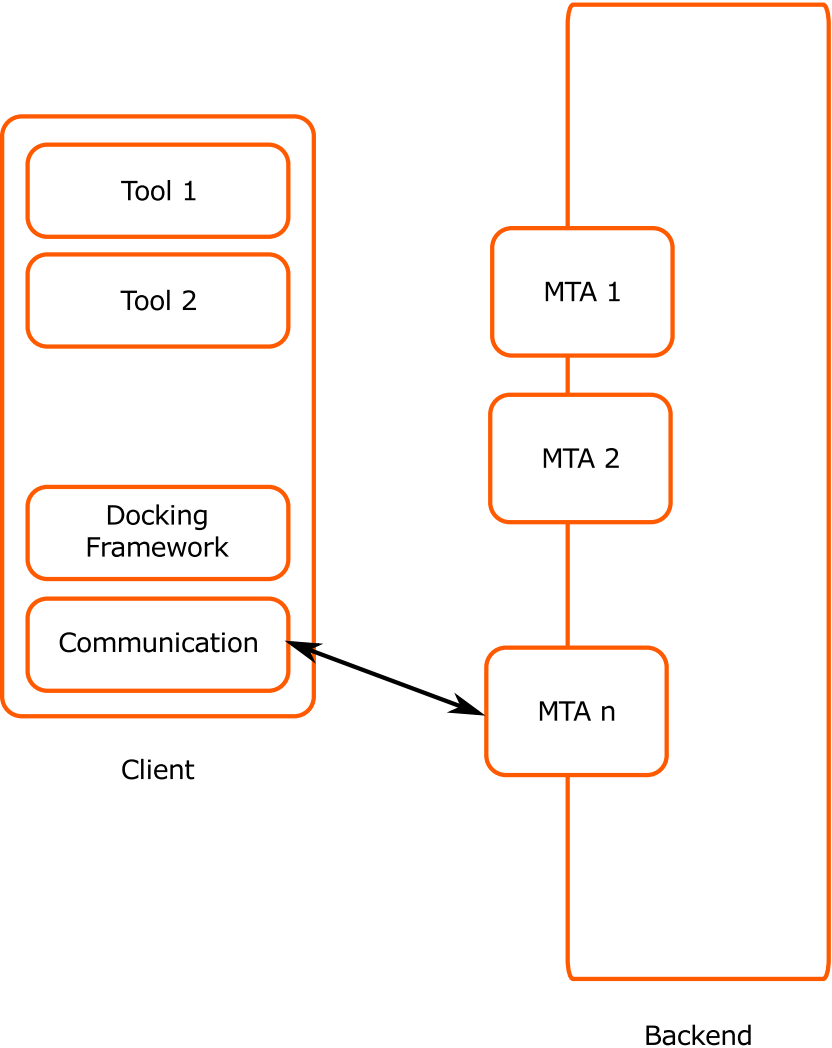 Tool 1
Tool 2
Docking
Framework
Communication
Client
MTA 1
MTA 2
MTA n
Backend